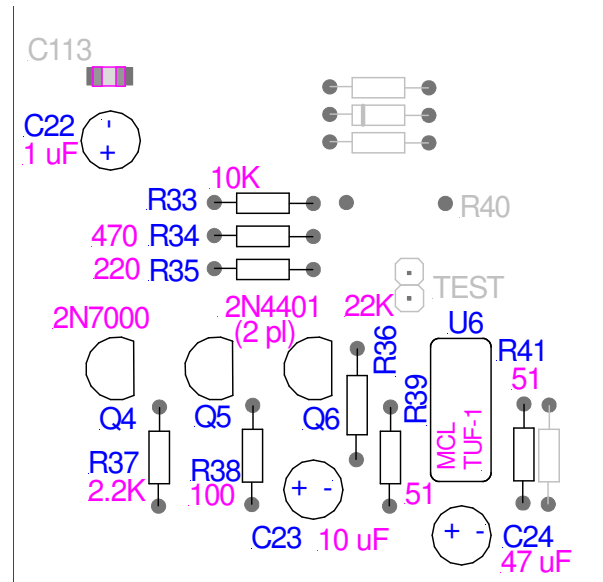 C113
C22
-
1 uF
+
10K
R33
R40
470 R34
220 R35
TEST
2N7000
2N4401
(2 pl)
22K
U6
R36
R41
51
R39
MCL
TUF-1
Q4
Q5
Q6
R37
2.2K
R38
100
+ -
51
C23
10 uF
+ -
C24
47 uF